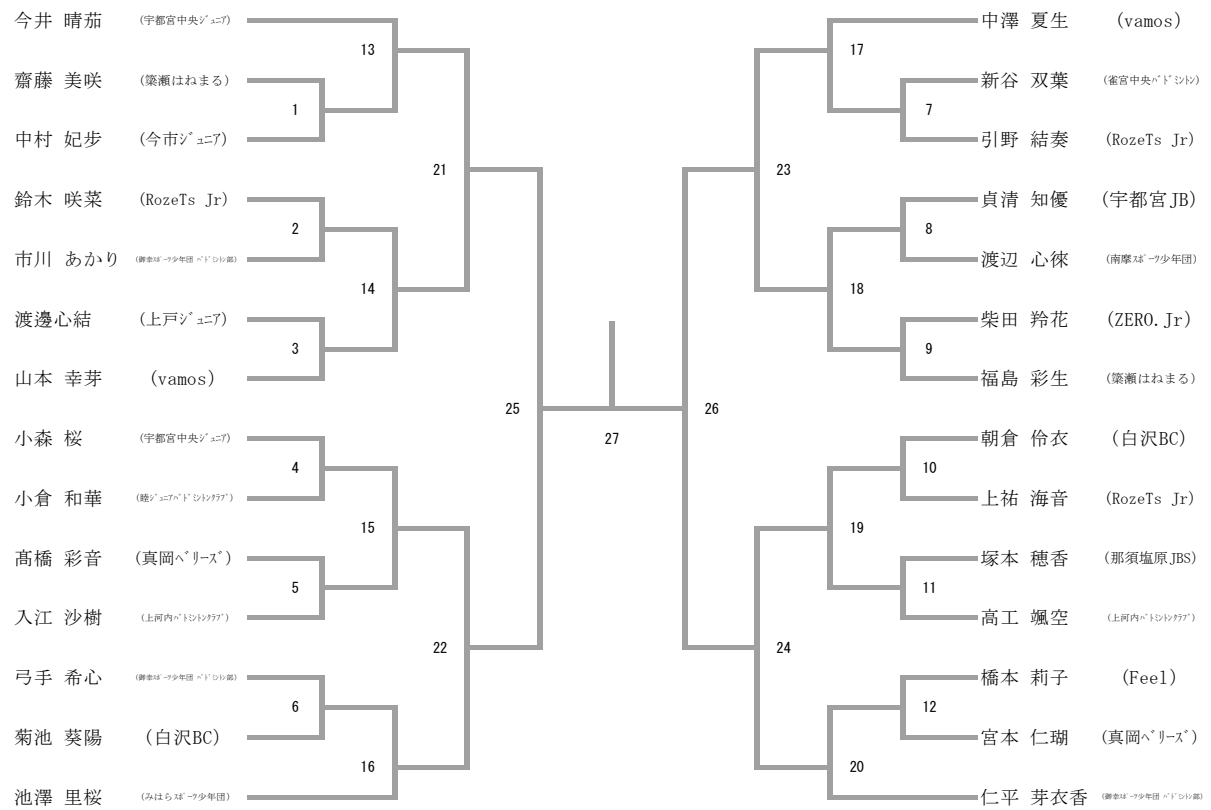 今井 晴茄 (宇都宮中央ジュニア)
13
齋藤 美咲 (簗瀬はねまる)
1
中村 妃歩 (今市ジュニア)
21
鈴木 咲菜 (RozeTs Jr)
2
市川 あかり (御幸スポーツ少年団 バドミントン部)
14
渡邊心結 (上戸ジュニア)
3
山本 幸芽 (vamos)
25
小森 桜 (宇都宮中央ジュニア)
4
小倉 和華 (睦ジュニアバドミントンクラブ)
15
髙橋 彩音 (真岡ベリーズ)
5
入江 沙樹 (上河内バドミントンクラブ)
22
弓手 希心 (御幸スポーツ少年団 バドミントン部)
6
菊池 葵陽 (白沢BC)
16
池澤 里桜 (みはらスポーツ少年団)
27
中澤 夏生 (vamos)
17
新谷 双葉 (雀宮中央バドミントン)
7
引野 結奏 (RozeTs Jr)
23
貞清 知優 (宇都宮JB)
8
渡辺 心徠 (南摩スポーツ少年団)
18
柴田 羚花 (ZERO.Jr)
9
福島 彩生 (簗瀬はねまる)
26
朝倉 伶衣 (白沢BC)
10
上祐 海音 (RozeTs Jr)
19
塚本 穂香 (那須塩原JBS)
11
高工 颯空 (上河内バドミントンクラブ)
24
橋本 莉子 (Feel)
12
宮本 仁瑚 (真岡ベリーズ)
20
仁平 芽衣香 (御幸スポーツ少年団 バドミントン部)